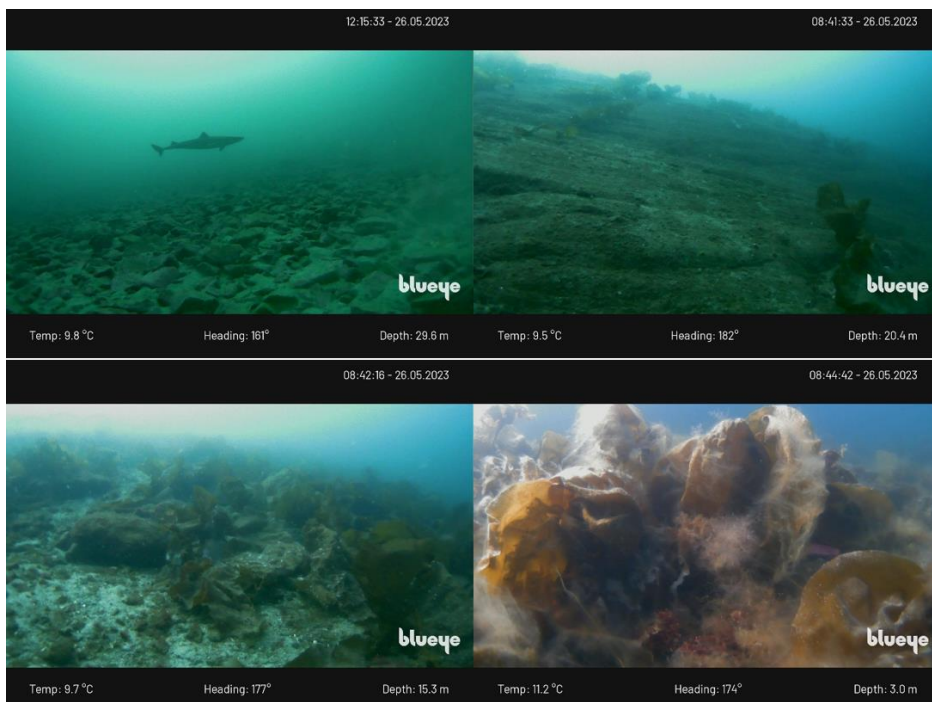 12:15:33 - 26.05.2023
blueye
Temp: 9.8 °C Heading: 161° Depth: 29.6 m
08:41:33 - 26.05.2023
blueye
Temp: 9.5 °C Heading: 182° Depth: 20.4 m
08:42:16 - 26.05.2023
blueye
Temp: 9.7 °C Heading: 177° Depth: 15.3 m
08:44:42 - 26.05.2023
blueye
Temp: 11.2 °C Heading: 174° Depth: 3.0 m